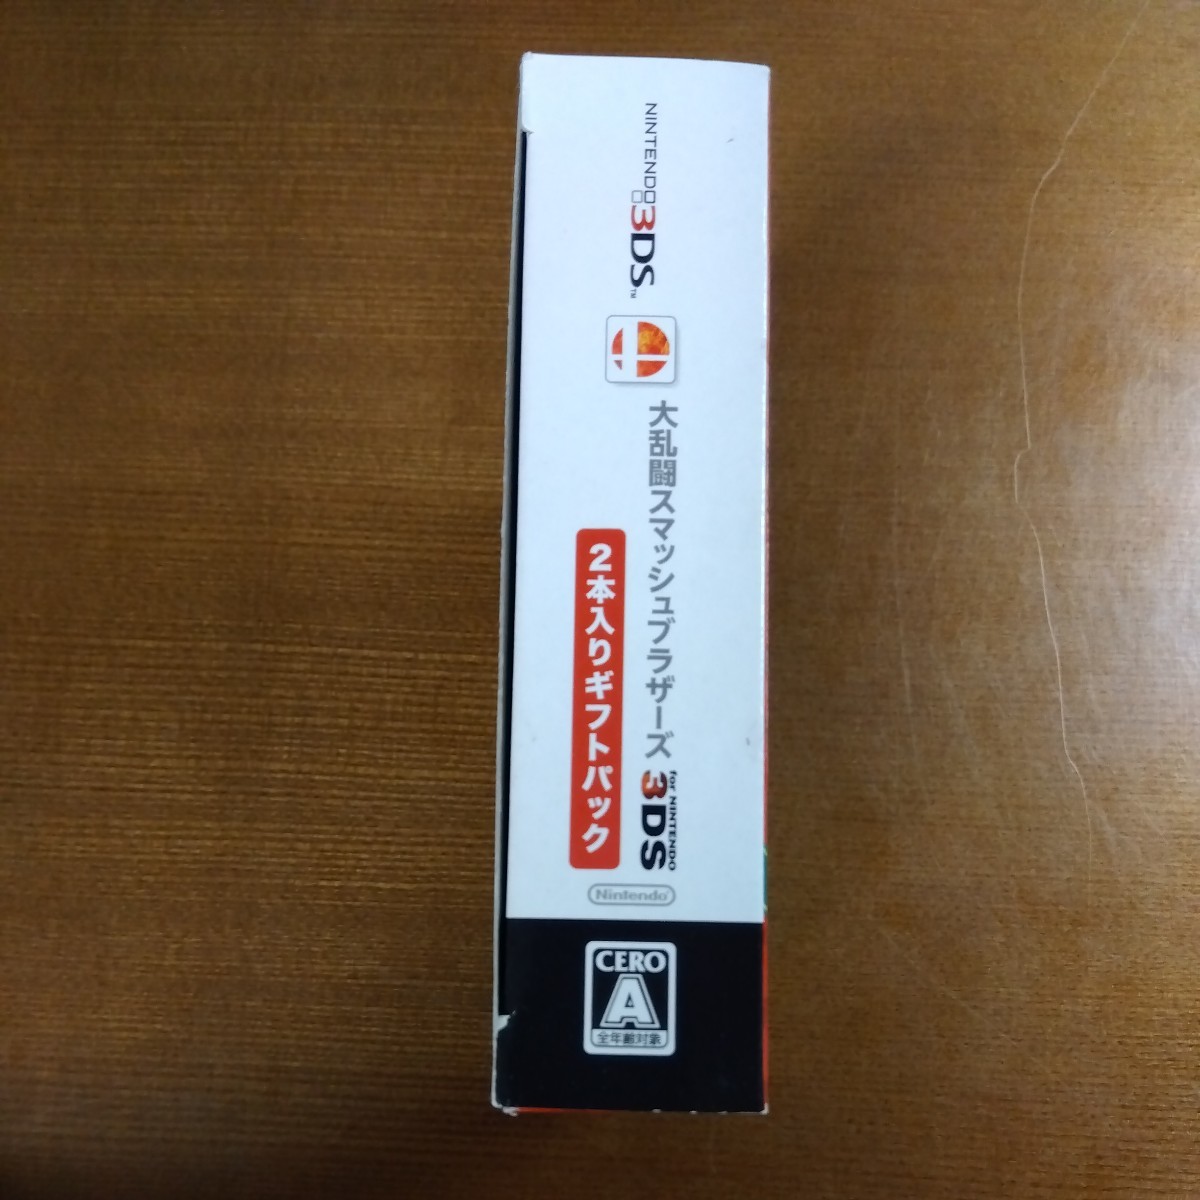 NINTENDO
3DS™
大乱闘スマッシュブラザーズ
for NINTENDO
3DS
2本入りギフトパック
Nintendo
CERO
A
全年齢対象